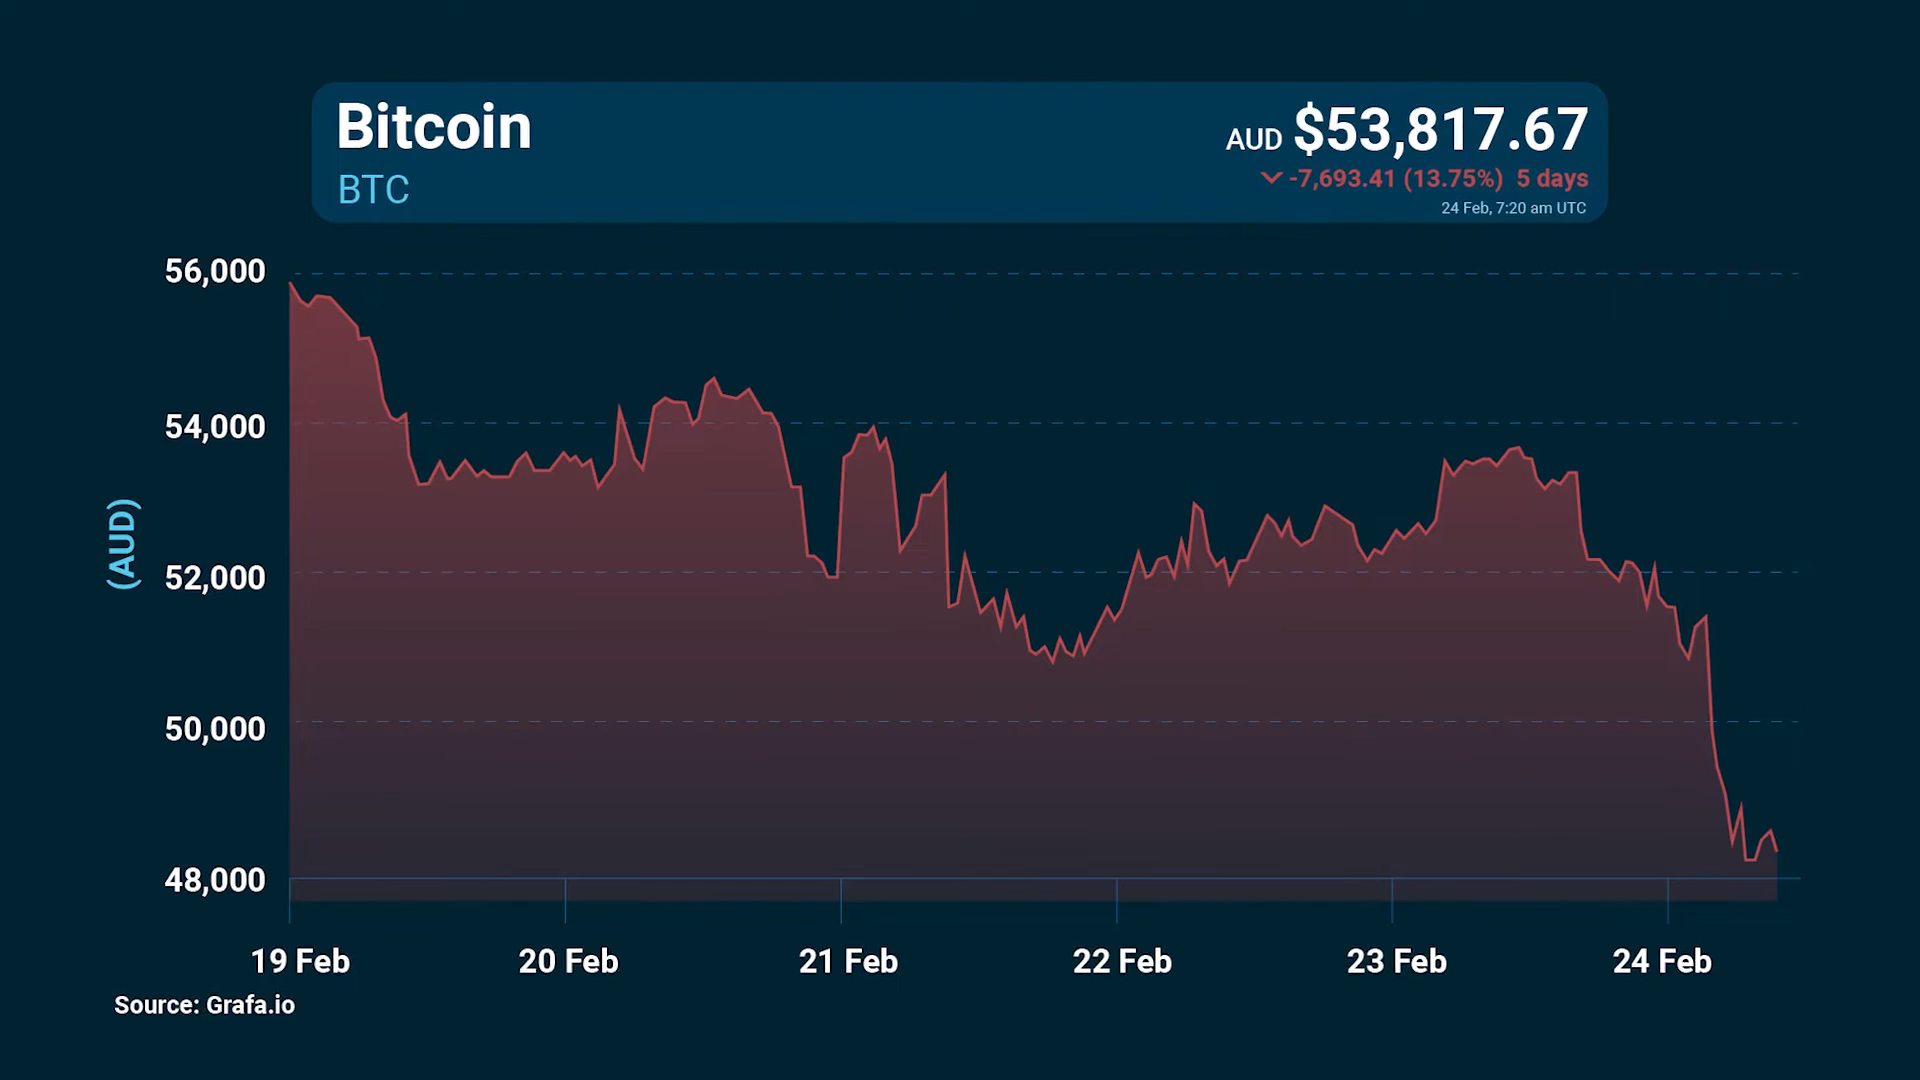 Bitcoin
BTC
AUD $53,817.67
-7,693.41 (13.75%) 5 days
24 Feb, 7:20 am UTC
56,000
54,000
52,000
50,000
48,000
(AUD)
19 Feb
20 Feb
21 Feb
22 Feb
23 Feb
24 Feb
Source: Grafa.io